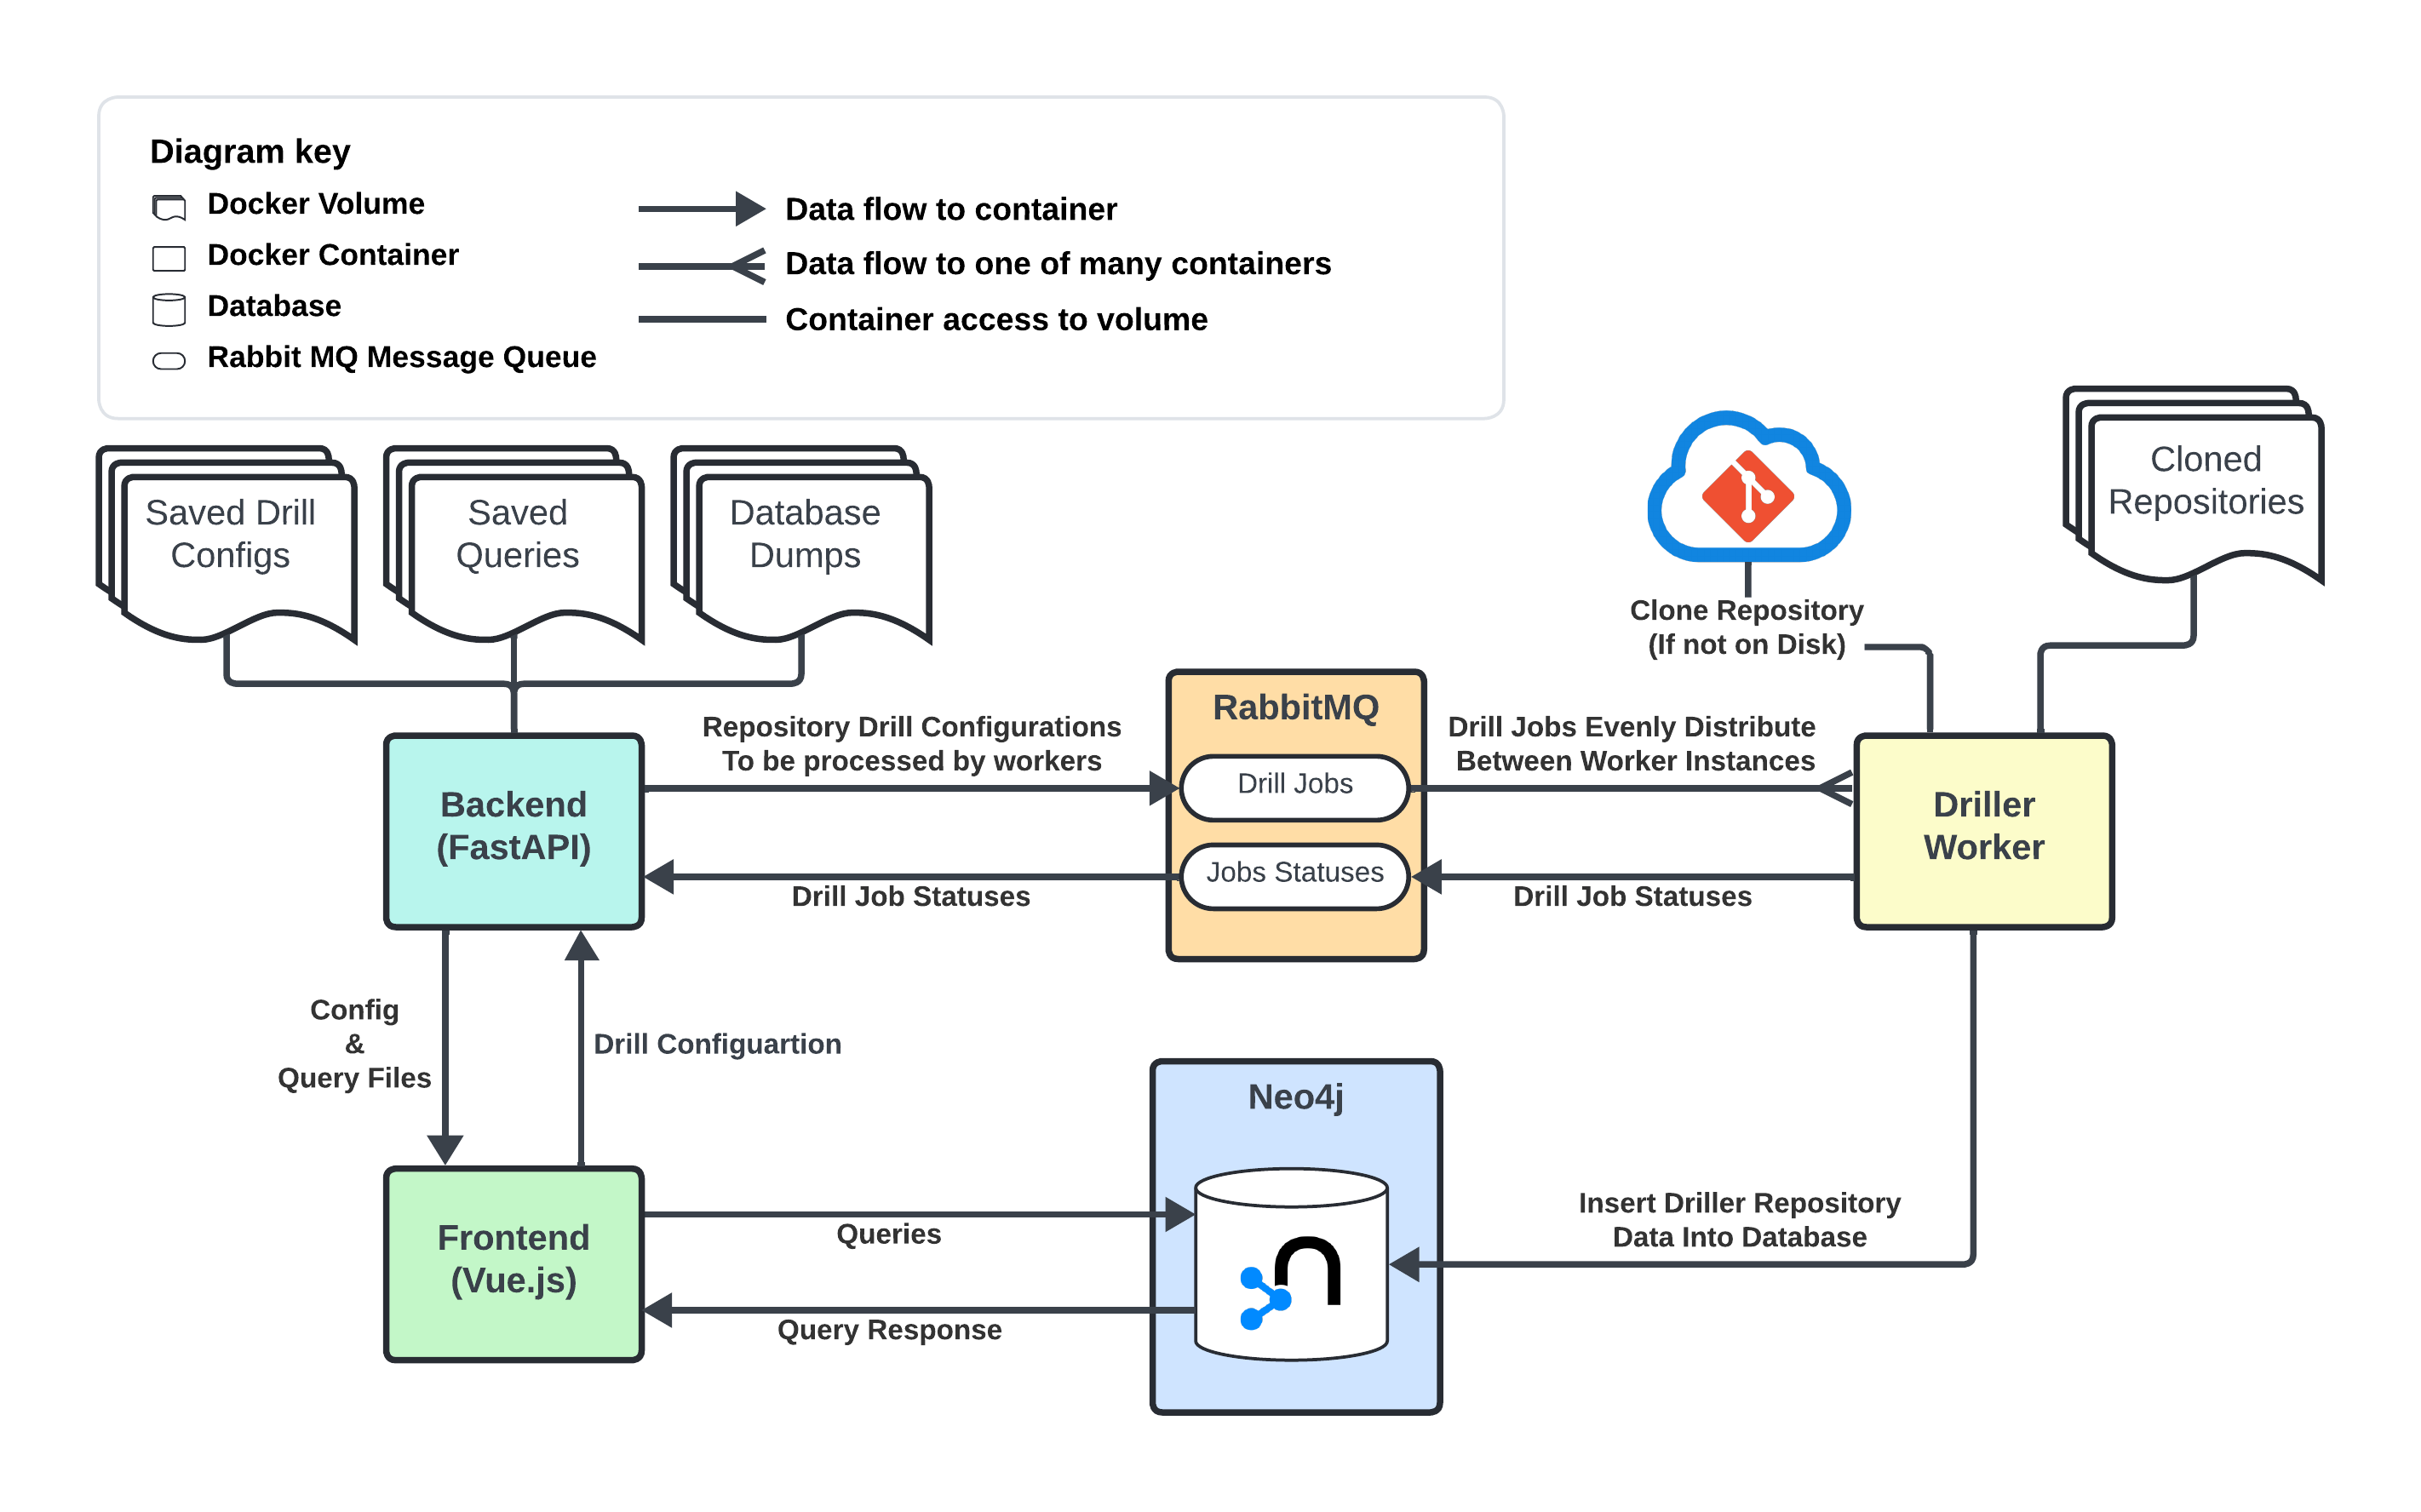 Diagram key
Docker Volume
Docker Container
Database
Rabbit MQ Message Queue
Data flow to container
Data flow to one of many containers
Container access to volume
Saved Drill
Configs
Saved
Queries
Database
Dumps
Clone Repository
(If not on Disk)
Cloned
Repositories
Backend
(FastAPI)
Repository Drill Configurations
To be processed by workers
Drill Job Statuses
RabbitMQ
Drill Jobs
Jobs Statuses
Drill Jobs Evenly Distribute
Between Worker Instances
Drill Job Statuses
Driller
Worker
Config
&
Query Files
Drill Configuartion
Frontend
(Vue.js)
Queries
Query Response
Neo4j
Insert Driller Repository
Data Into Database